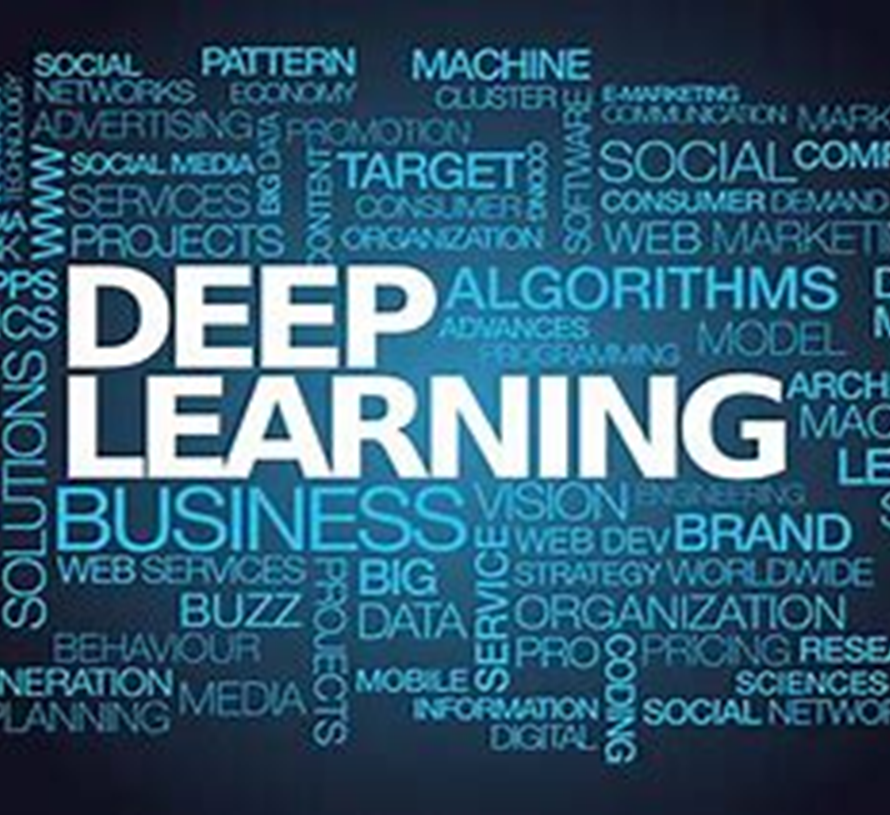 SOCIAL PATTERN MACHINE
NETWORKS ECONOMY CLUSTER E-MARKETING
COMMUNICATION
ADVERTISING PROMOTION MARK
TECHNOLOGY
WWW
SOCIAL MEDIA
BIG DATA
CONTENT
TARGET
CODING
SOFTWARE
SOCIAL COMP
SERVICES CONSUMER CONSUMER DEMAND
PROJECTS ORGANIZATION WEB MARKETI
PPS
DEEP ALGORITHMS
ICS
ADVANCES MODEL
PROGRAMMING
SOLUTIONS
LEARNING ARCH
MAC
LE
BUSINESS VISION ENGINEERING
WEB DEV BRAND
WEB SERVICES
PROJECTS
BIG
SERVICE
STRATEGY WORLDWIDE
BUZZ DATA ORGANIZATION
BEHAVIOUR PRO
CODING
PRICING RESEA
NERATION MEDIA MOBILE SCIENCES
PLANNING INFORMATION SOCIAL NETWO
DIGITAL